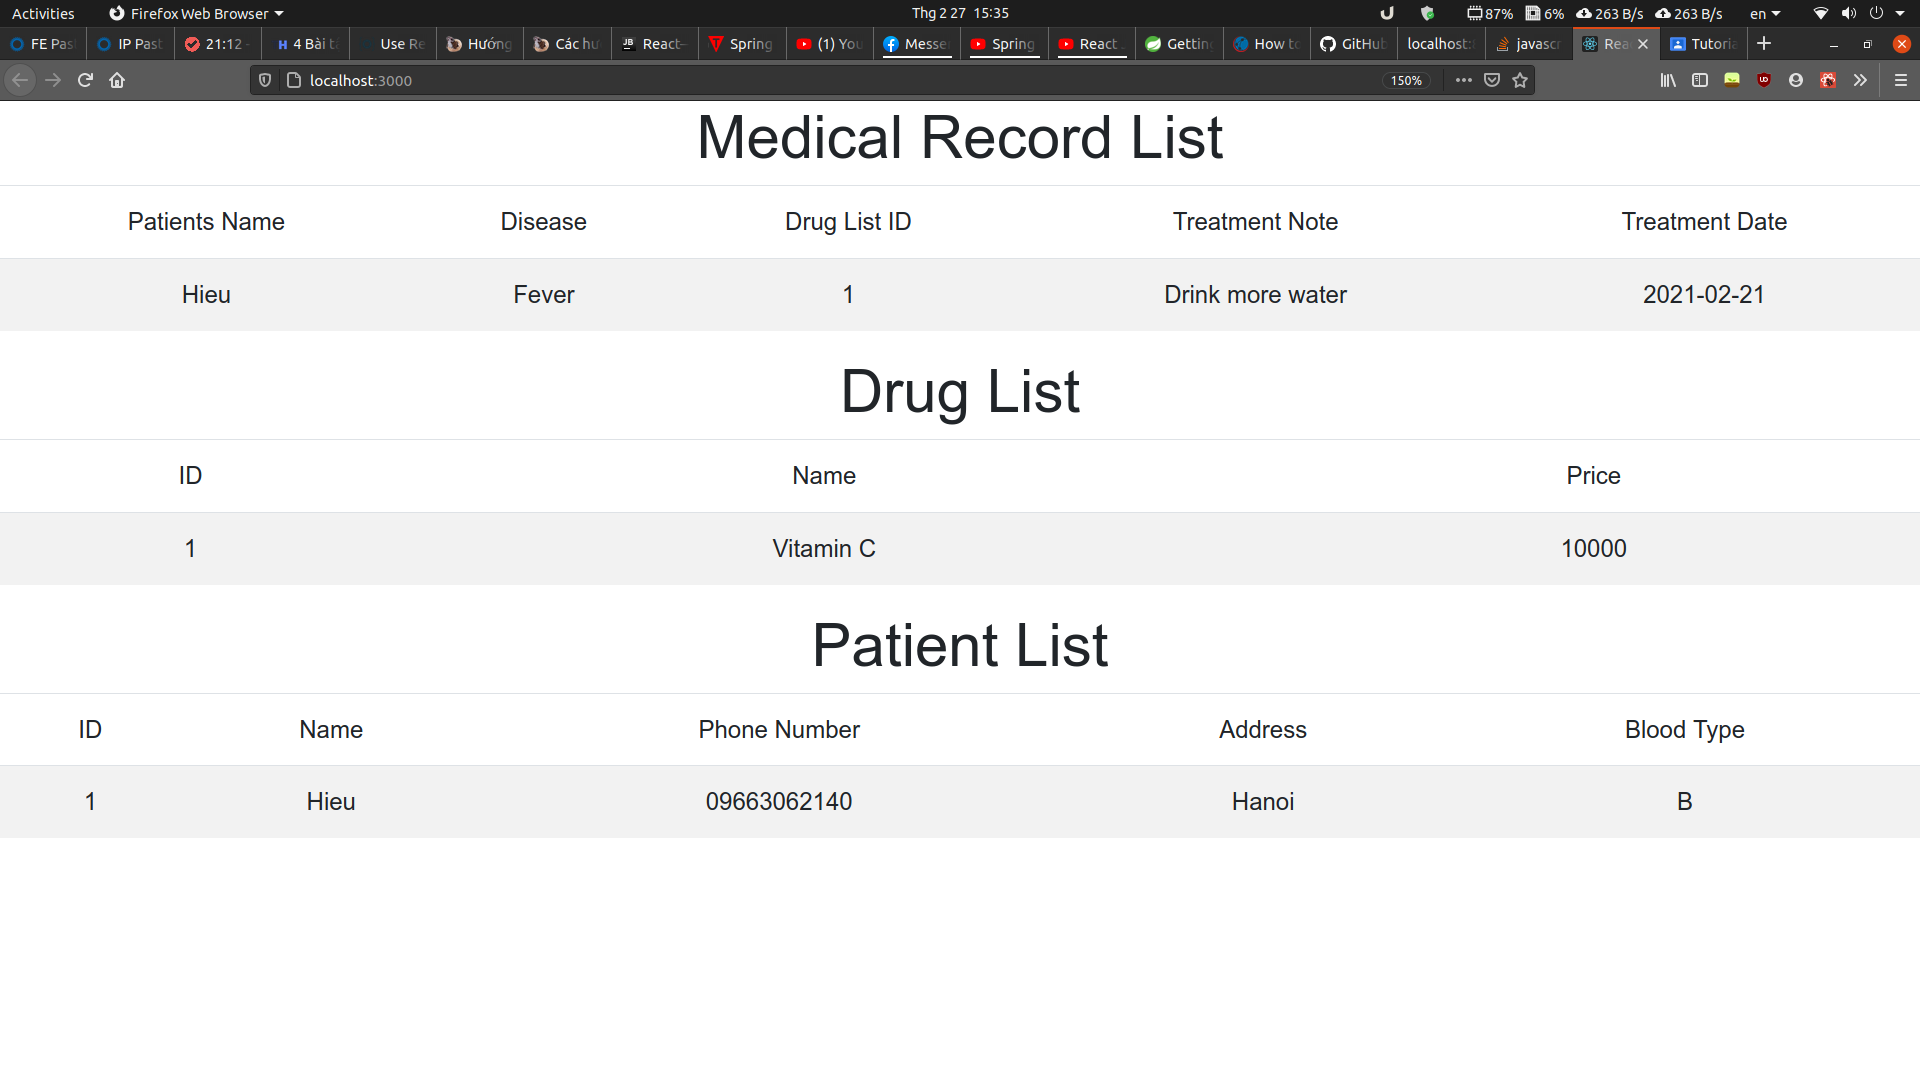 Activities Firefox Web Browser Thg 2 27 15:35 87% 6% 263 B/s 263 B/s en
FE Pas IP Past 21:12 - 4 Bài t Use Re Hướng Các hư React- Spring (1) You Messe Spring React Gettin How to GitHub localhost: javasc Rea Tutoria
localhost:3000 150%
Medical Record List
Patients Name Disease Drug List ID Treatment Note Treatment Date
Hieu Fever 1 Drink more water 2021-02-21
Drug List
ID Name Price
1 Vitamin C 10000
Patient List
ID Name Phone Number Address Blood Type
1 Hieu 09663062140 Hanoi B